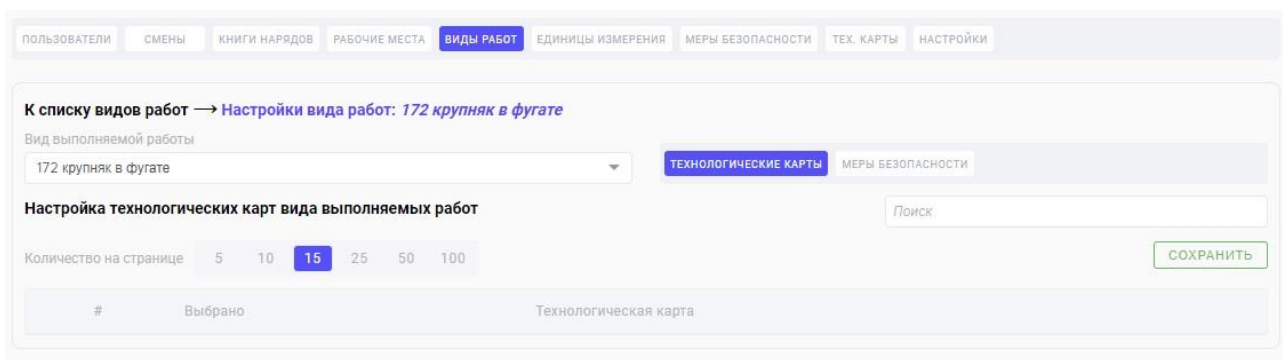 ПОЛЬЗОВАТЕЛИ СМЕНЫ КНИГИ НАРЯДОВ РАБОЧИЕ МЕСТА ВИДЫ РАБОТ ЕДИНИЦЫ ИЗМЕРЕНИЯ МЕРЫ БЕЗОПАСНОСТИ ТЕХ. КАРТЫ НАСТРОЙКИ
К списку видов работ ⟶ Настройки вида работ: 172 крупняк в фугате
Вид выполняемой работы
172 крупняк в фугате
ТЕХНОЛОГИЧЕСКИЕ КАРТЫ МЕРЫ БЕЗОПАСНОСТИ
Настройка технологических карт вида выполняемых работ
Поиск
Количество на странице 5 10 15 25 50 100
СОХРАНИТЬ
# Выбрано Технологическая карта